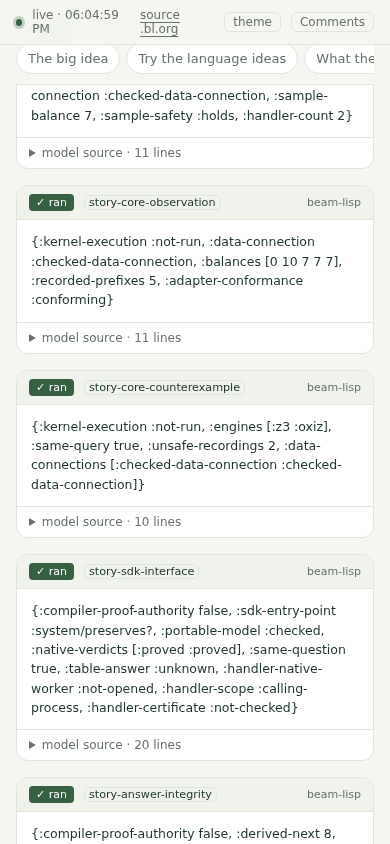 live · 06:04:59 PM
source .bl.org
theme
Comments
The big idea
Try the language ideas
What the
connection :checked-data-connection, :sample-
balance 7, :sample-safety :holds, :handler-count 2}
▶ model source · 11 lines
✓ ran story-core-observation beam-lisp
{:kernel-execution :not-run, :data-connection
:checked-data-connection, :balances [0 10 7 7 7],
:recorded-prefixes 5, :adapter-conformance
:conforming}
▶ model source · 11 lines
✓ ran story-core-counterexample beam-lisp
{:kernel-execution :not-run, :engines [:z3 :oxiz],
:same-query true, :unsafe-recordings 2, :data-
connections [:checked-data-connection :checked-
data-connection]}
▶ model source · 10 lines
✓ ran story-sdk-interface beam-lisp
{:compiler-proof-authority false, :sdk-entry-point
:system/preserves?, :portable-model :checked,
:native-verdicts [:proved :proved], :same-question
true, :table-answer :unknown, :handler-native-
worker :not-opened, :handler-scope :calling-
process, :handler-certificate :not-checked}
▶ model source · 20 lines
✓ ran story-answer-integrity beam-lisp
{:compiler-proof-authority false, :derived-next 8,